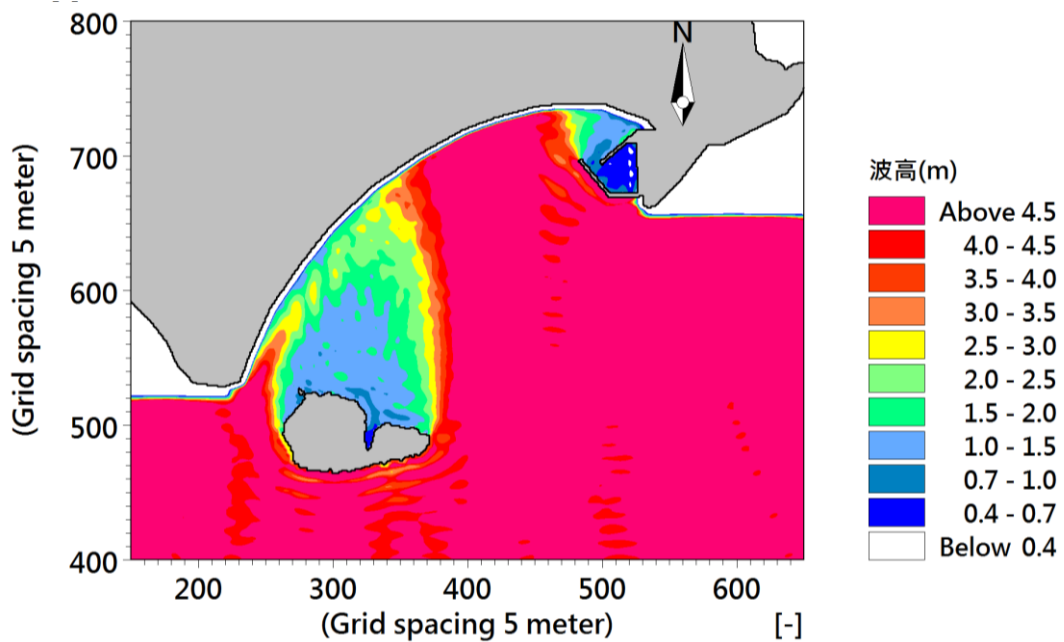 800
700
600
500
400
(Grid spacing 5 meter)
N
200
300
400
500
600
(Grid spacing 5 meter)
[-]
波高(m)
Above 4.5
4.0 - 4.5
3.5 - 4.0
3.0 - 3.5
2.5 - 3.0
2.0 - 2.5
1.5 - 2.0
1.0 - 1.5
0.7 - 1.0
0.4 - 0.7
Below 0.4